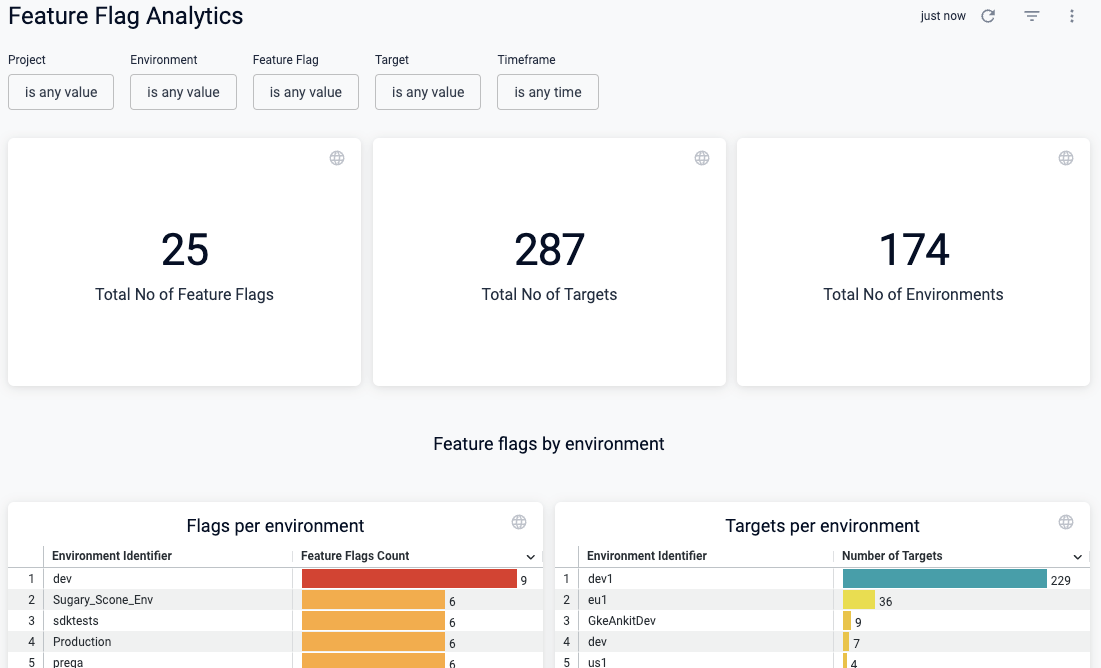 Feature Flag Analytics
just now
Project Environment Feature Flag Target Timeframe
is any value is any value is any value is any value is any time
25 287 174
Total No of Feature Flags Total No of Targets Total No of Environments
Feature flags by environment
Flags per environment
Environment Identifier Feature Flags Count
1 dev 9
2 Sugary_Scone_Env 6
3 sdktests 6
4 Production 6
5 preqa 6
Targets per environment
Environment Identifier Number of Targets
1 dev1 229
2 eu1 36
3 GkeAnkitDev 9
4 dev 7
5 us1 4